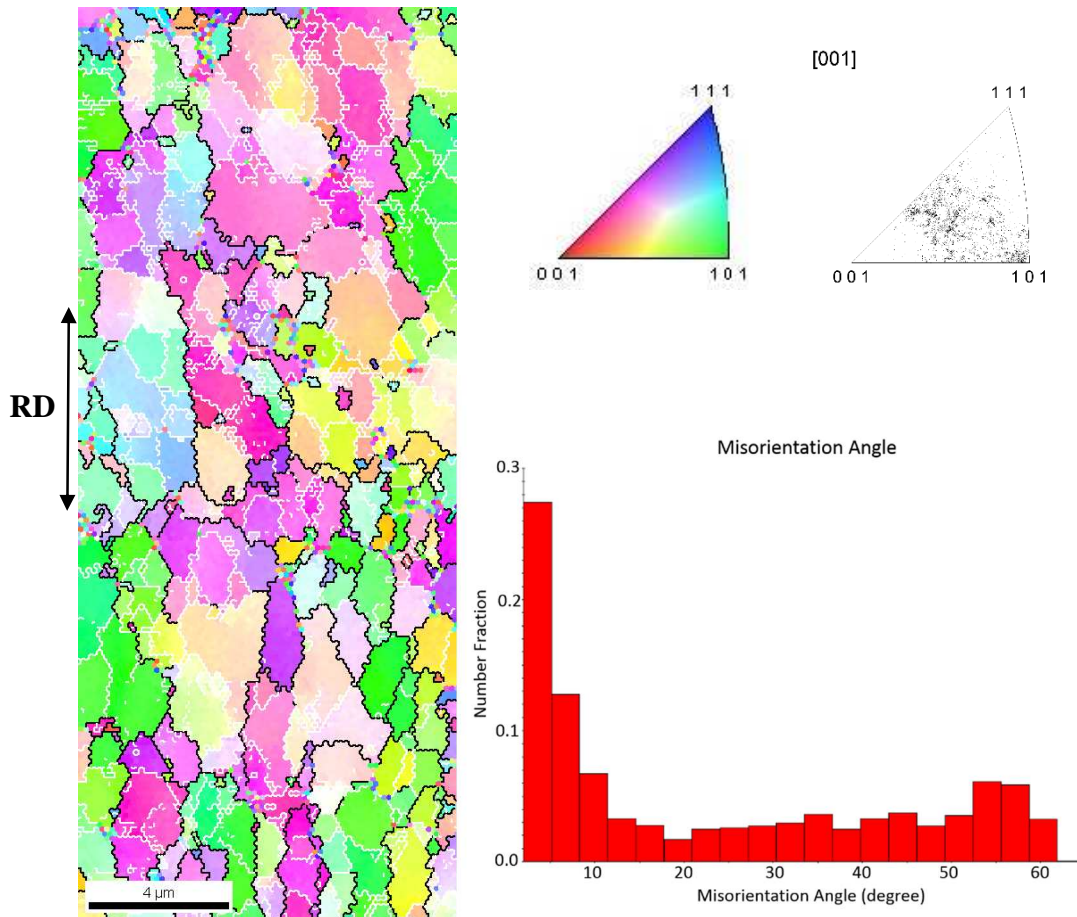 RD
4 µm
[001]
1 1 1
0 0 1
1 0 1
1 1 1
0 0 1
1 0 1
Misorientation Angle
Number Fraction
0.3
0.2
0.1
0.0
10 20 30 40 50 60
Misorientation Angle (degree)